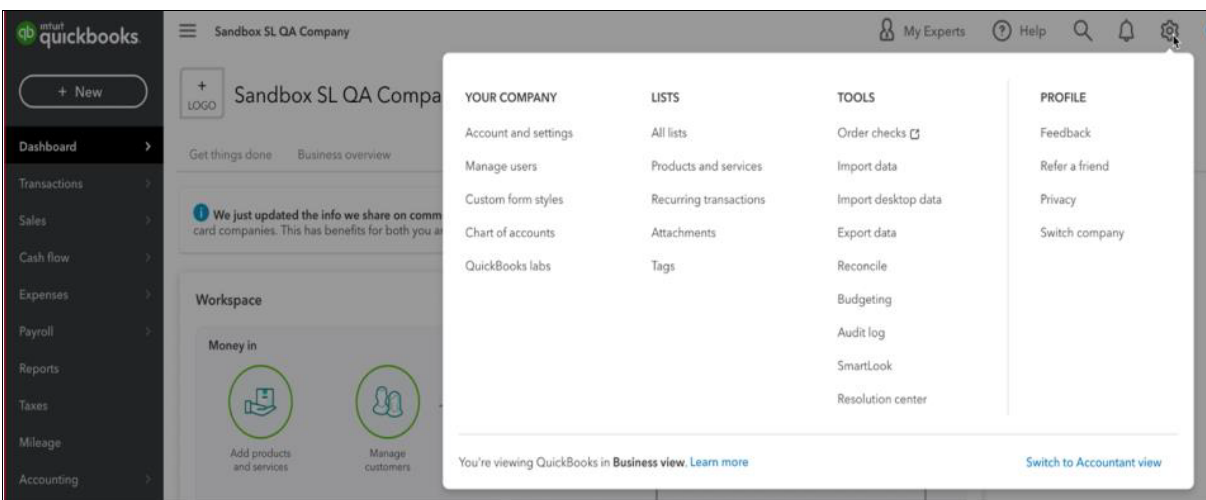 intuit
quickbooks.
Sandbox SL QA Company
My Experts
Help
+ New
+
LOGO
Sandbox SL QA Compa
Get things done
Business overview
Dashboard
Transactions
Sales
Cash flow
Expenses
Payroll
Reports
Taxes
Mileage
Accounting
We just updated the info we share on comm
card companies. This has benefits for both you a
Workspace
Money in
Add products
and services
Manage
customers
YOUR COMPANY
Account and settings
Manage users
Custom form styles
Chart of accounts
QuickBooks labs
LISTS
All lists
Products and services
Recurring transactions
Attachments
Tags
TOOLS
Order checks
Import data
Import desktop data
Export data
Reconcile
Budgeting
Audit log
SmartLook
Resolution center
PROFILE
Feedback
Refer a friend
Privacy
Switch company
You're viewing QuickBooks in Business view. Learn more
Switch to Accountant view